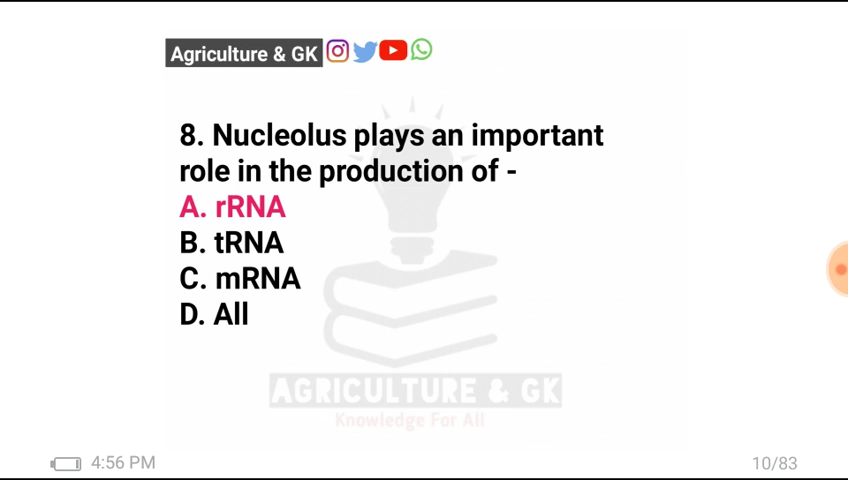 Agriculture & GK
8. Nucleolus plays an important
role in the production of -
A. rRNA
B. tRNA
C. mRNA
D. All
AGRICULTURE & GK
Knowledge For All
4:56 PM
10/83